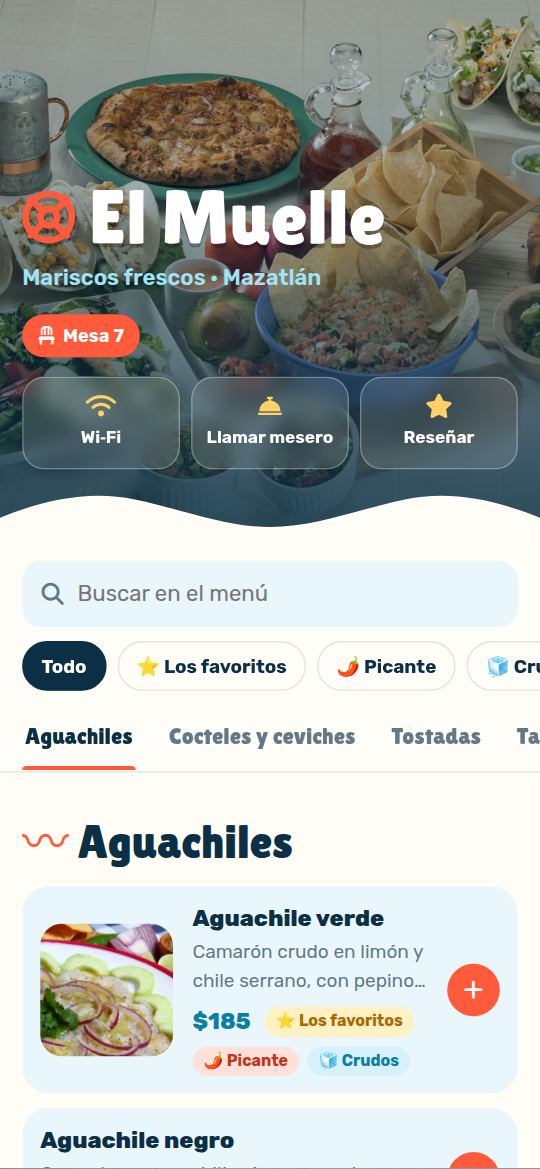 El Muelle
Mariscos frescos • Mazatlán
Mesa 7
Wi-Fi
Llamar mesero
Reseñar
Buscar en el menú
Todo
⭐ Los favoritos
🌶️ Picante
🧊 Cru
Aguachiles
Cocteles y ceviches
Tostadas
Ta
Aguachiles
Aguachile verde
Camarón crudo en limón y
chile serrano, con pepino…
$185
⭐ Los favoritos
🌶️ Picante
🧊 Crudos
Aguachile negro